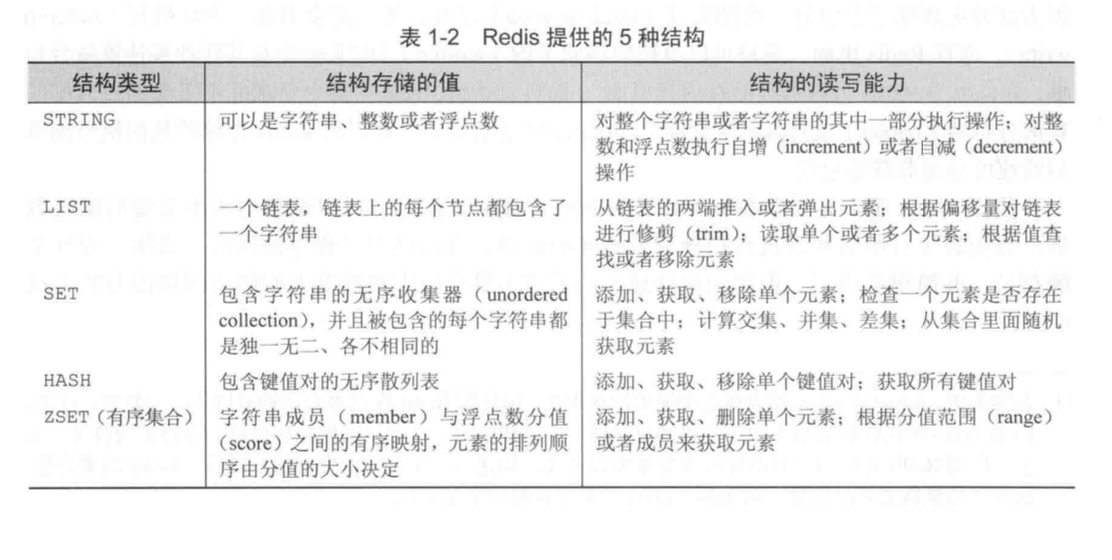 表 1-2 Redis 提供的 5 种结构
结构类型 结构存储的值 结构的读写能力
STRING 可以是字符串、整数或者浮点数 对整个字符串或者字符串的其中一部分执行操作；对整
数和浮点数执行自增（increment）或者自减（decrement）
操作
LIST 一个链表，链表上的每个节点都包含了 从链表的两端推入或者弹出元素；根据偏移量对链表
一个字符串 进行修剪（trim）；读取单个或者多个元素；根据值查
找或者移除元素
SET 包含字符串的无序收集器（unordered 添加、获取、移除单个元素；检查一个元素是否存在
collection），并且被包含的每个字符串都 于集合中；计算交集、并集、差集；从集合里面随机
是独一无二、各不相同的 获取元素
HASH 包含键值对的无序散列表 添加、获取、移除单个键值对；获取所有键值对
ZSET（有序集合） 字符串成员（member）与浮点数分值 添加、获取、删除单个元素；根据分值范围（range）
（score）之间的有序映射，元素的排列顺 或者成员来获取元素
序由分值的大小决定